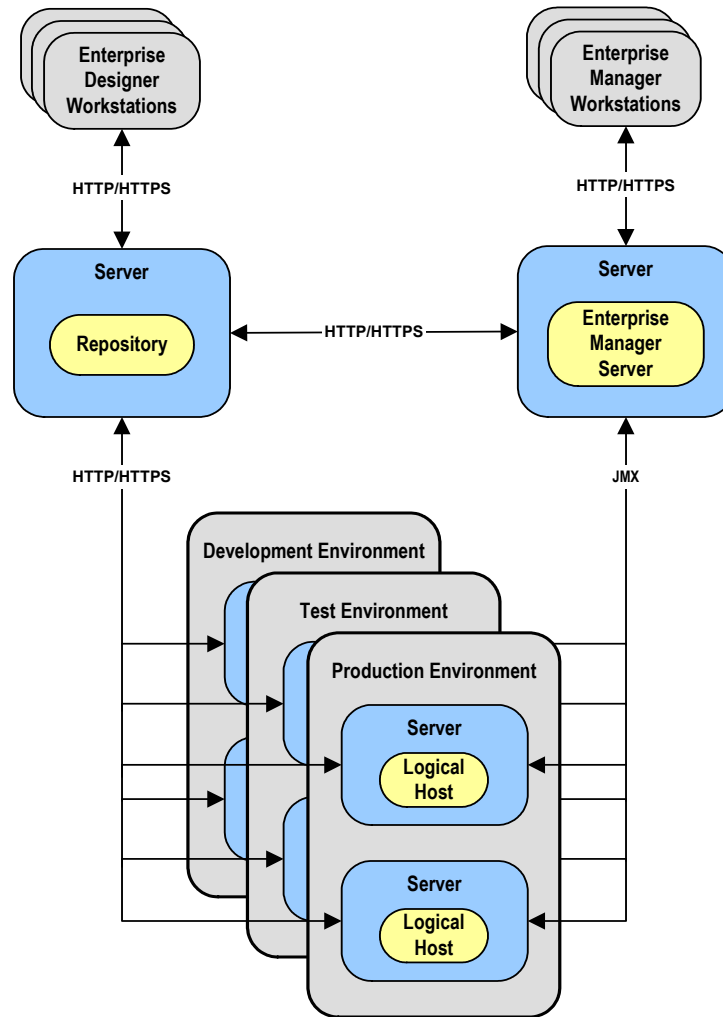 Enterprise
Designer
Workstations
Enterprise
Manager
Workstations
HTTP/HTTPS
HTTP/HTTPS
Server
Repository
HTTP/HTTPS
Server
Enterprise
Manager
Server
HTTP/HTTPS
JMX
Development Environment
Test Environment
Production Environment
Server
Logical
Host
Server
Logical
Host